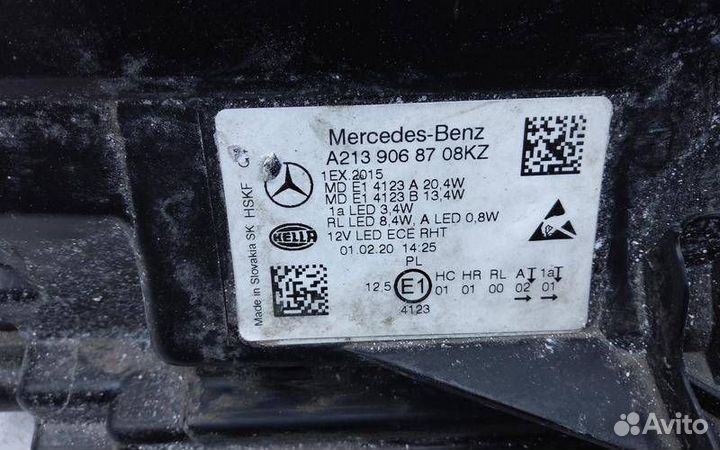 Mercedes-Benz
A213 906 87 08KZ
1EX.2015
MD E1 4123 A 20,4W
MD E1 4123 B 13,4W
1a LED 3,4W
RL LED 8,4W, A LED 0,8W
12V LED ECE RHT
01.02.20 14:25
PL
HELLA
Made in Slovakia SK HSKF
12,5 E1 HC HR RL A 1a
01 01 00 02 01
4123
Avito